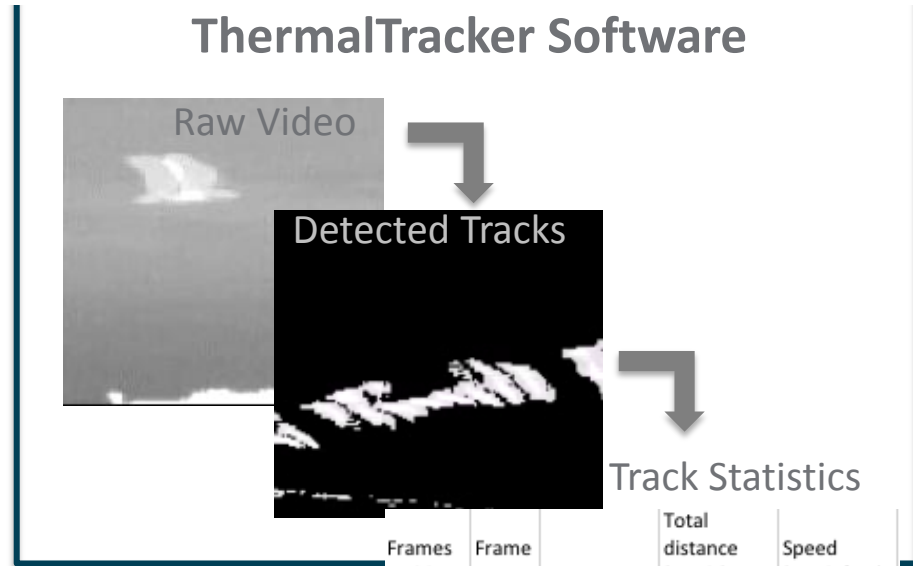 ThermalTracker Software
Raw Video
Detected Tracks
Track Statistics
Total
Frames Frame distance Speed